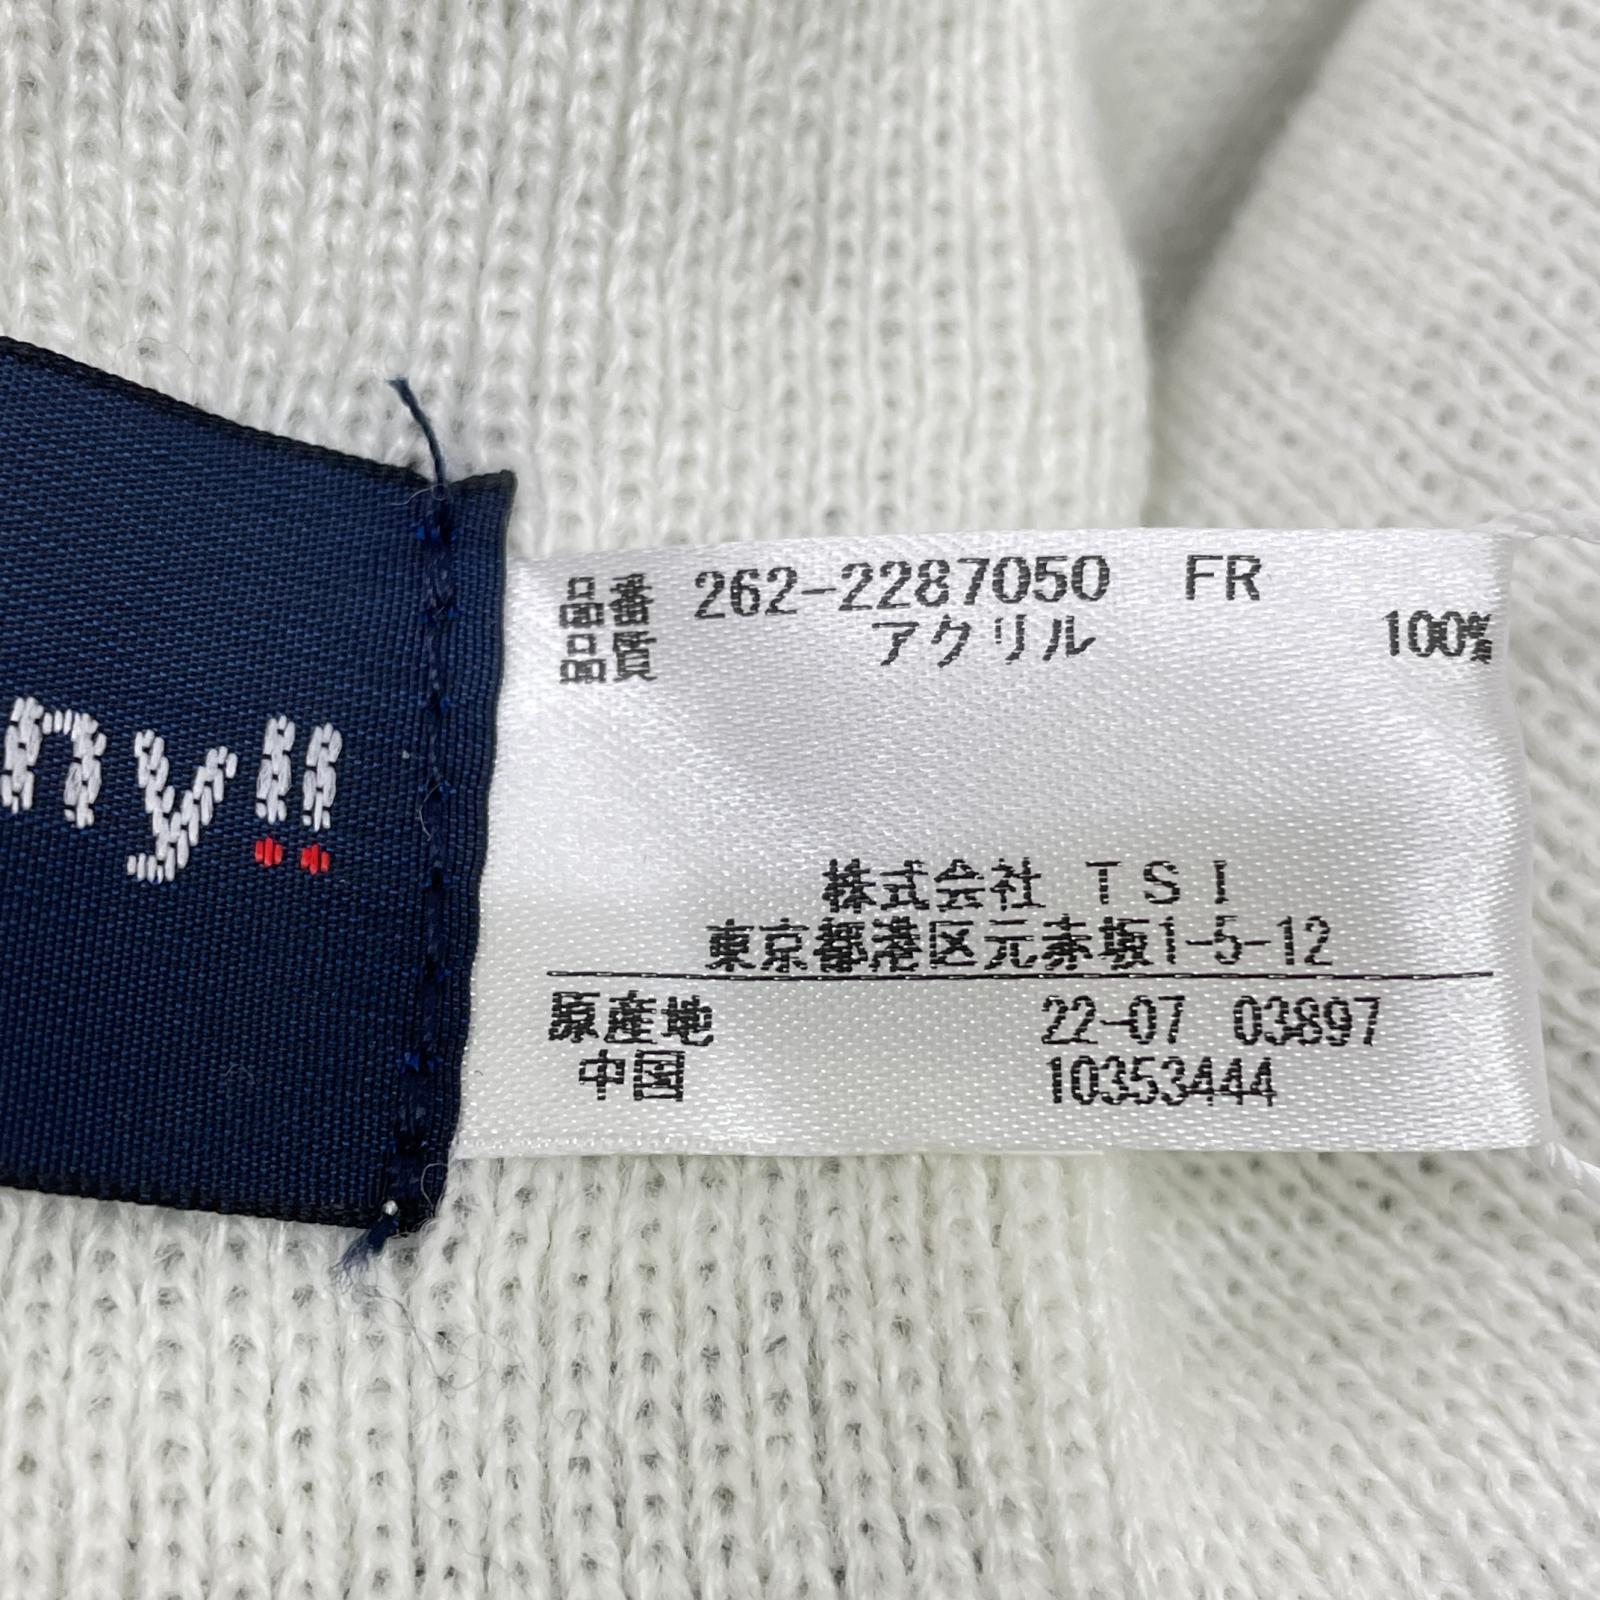 ny!!
品番 262-2287050 FR
品質 アクリル 100%
株式会社 TSI
東京都港区元赤坂1-5-12
原産地 22-07 03897
中国 10353444